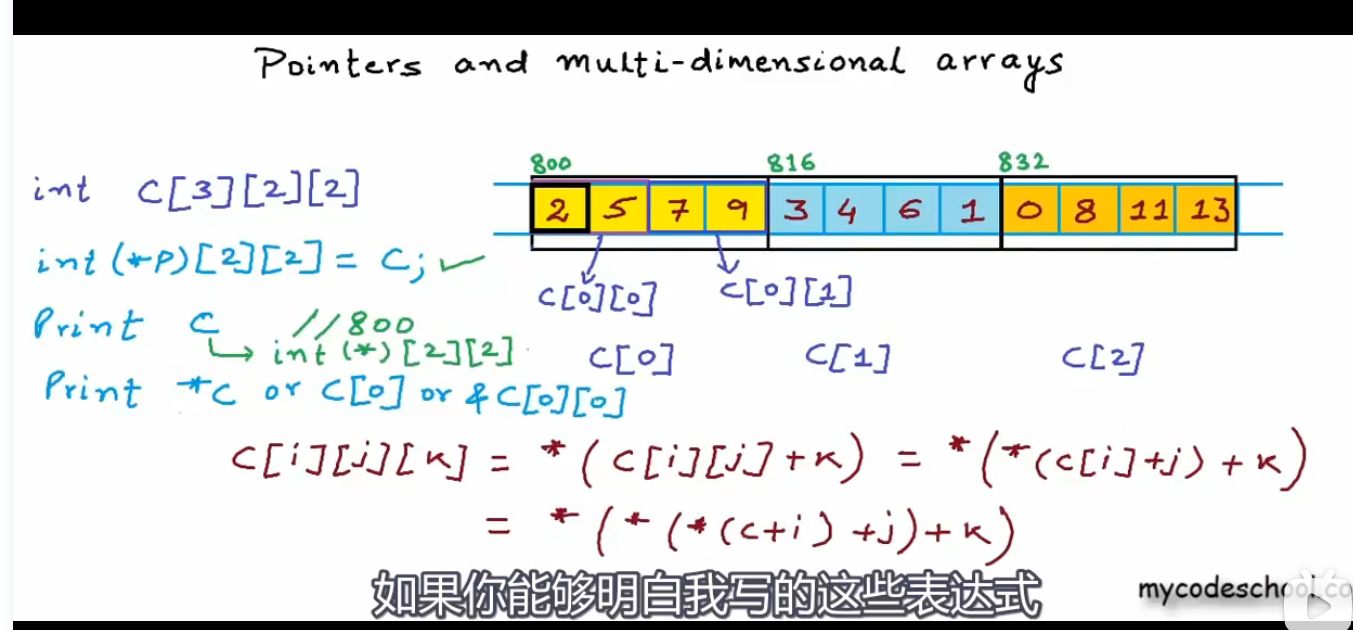 Pointers and multi-dimensional arrays
800 816 832
int C[3][2][2]
2 5 7 9 3 4 6 1 0 8 11 13
int (*P)[2][2] = C; ✓
C[0][0] C[0][1]
Print C //800
int (*)[2][2]
C[0] C[1] C[2]
Print *C or C[0] or &C[0][0]
C[i][j][k] = *(C[i][j]+k) = *(*(C[i]+j)+k)
= *(*(*(C+i)+j)+k)
如果你能够明白我写的这些表达式
mycodeschool.co